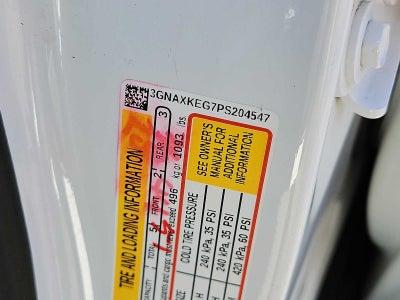 3GNAXKEG7PS204547
TIRE AND LOADING INFORMATION
TOTAL 5 FRONT 2 3
exceed 496 kg or 1093 lbs.
COLD TIRE PRESSURE
240 kPa, 35 PSI
240 kPa, 35 PSI
420 kPa, 60 PSI
SEE OWNER'S
MANUAL FOR
ADDITIONAL
INFORMATION